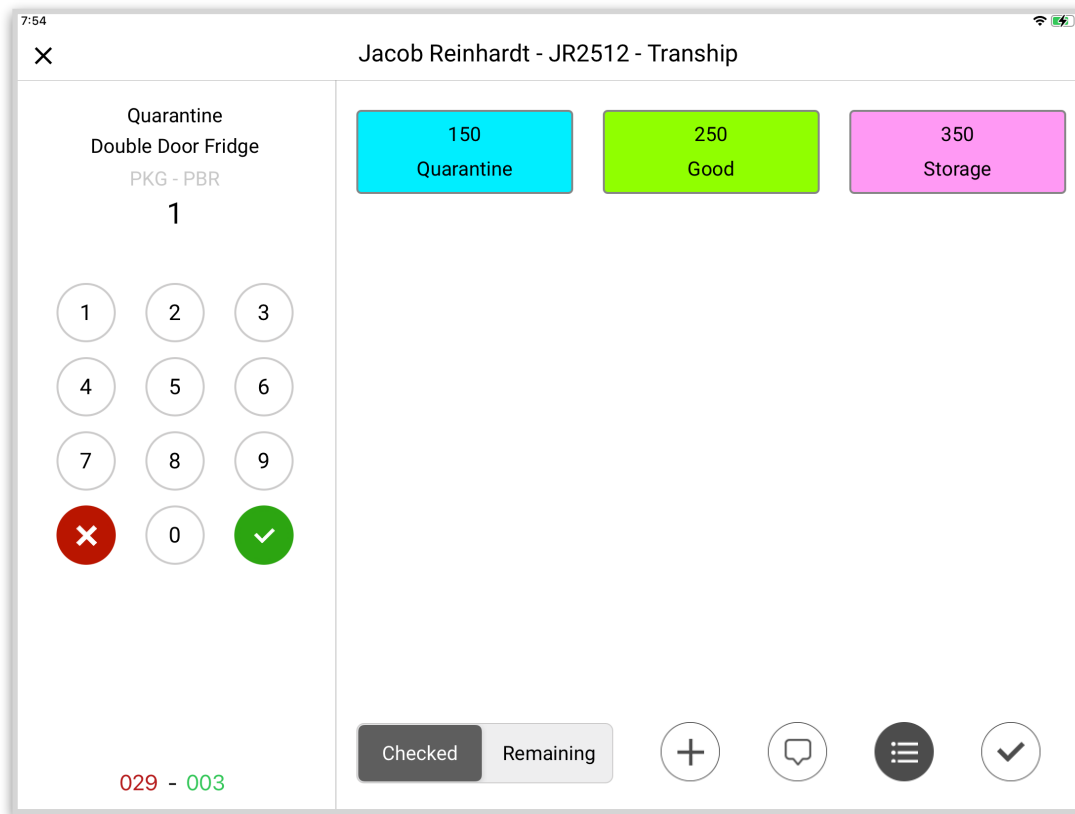 7:54
Jacob Reinhardt - JR2512 - Tranship
Quarantine
Double Door Fridge
PKG - PBR
1
1 2 3
4 5 6
7 8 9
0
029 - 003
150
Quarantine
250
Good
350
Storage
Checked Remaining